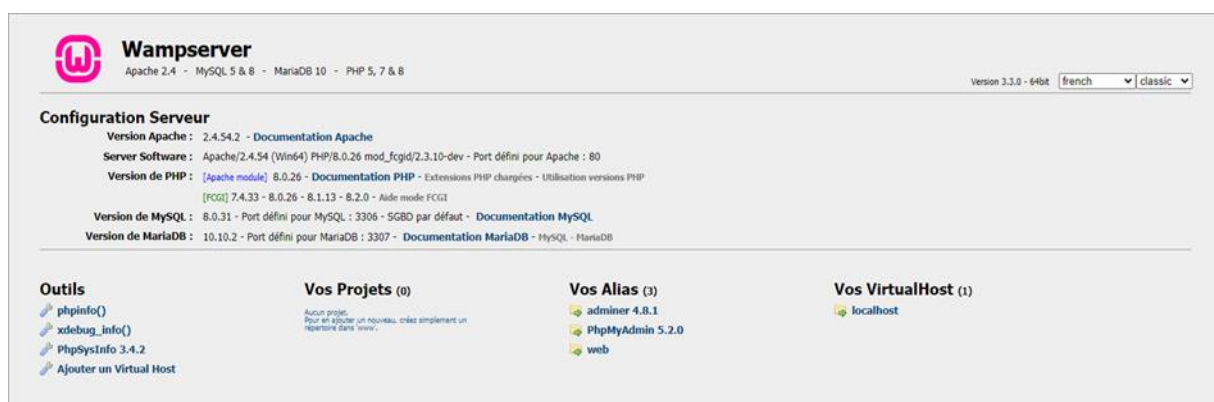 Wampserver
Apache 2.4 - MySQL 5 & 8 - MariaDB 10 - PHP 5, 7 & 8
Version 3.3.0 - 64bit french classic
Configuration Serveur
Version Apache : 2.4.54.2 - Documentation Apache
Server Software : Apache/2.4.54 (Win64) PHP/8.0.26 mod_fcgid/2.3.10-dev - Port défini pour Apache : 80
Version de PHP : [Apache module] 8.0.26 - Documentation PHP - Extensions PHP chargées - Utilisation versions PHP
[FCGI] 7.4.33 - 8.0.26 - 8.1.13 - 8.2.0 - Aide mode FCGI
Version de MySQL : 8.0.31 - Port défini pour MySQL : 3306 - SGBD par défaut - Documentation MySQL
Version de MariaDB : 10.10.2 - Port défini pour MariaDB : 3307 - Documentation MariaDB - MySQL - MariaDB
Outils
phpinfo()
xdebug_info()
PhpSysInfo 3.4.2
Ajouter un Virtual Host
Vos Projets (0)
Aucun projet.
Pour en ajouter un nouveau, créez simplement un
répertoire dans 'www'.
Vos Alias (3)
adminer 4.8.1
PhpMyAdmin 5.2.0
web
Vos VirtualHost (1)
localhost